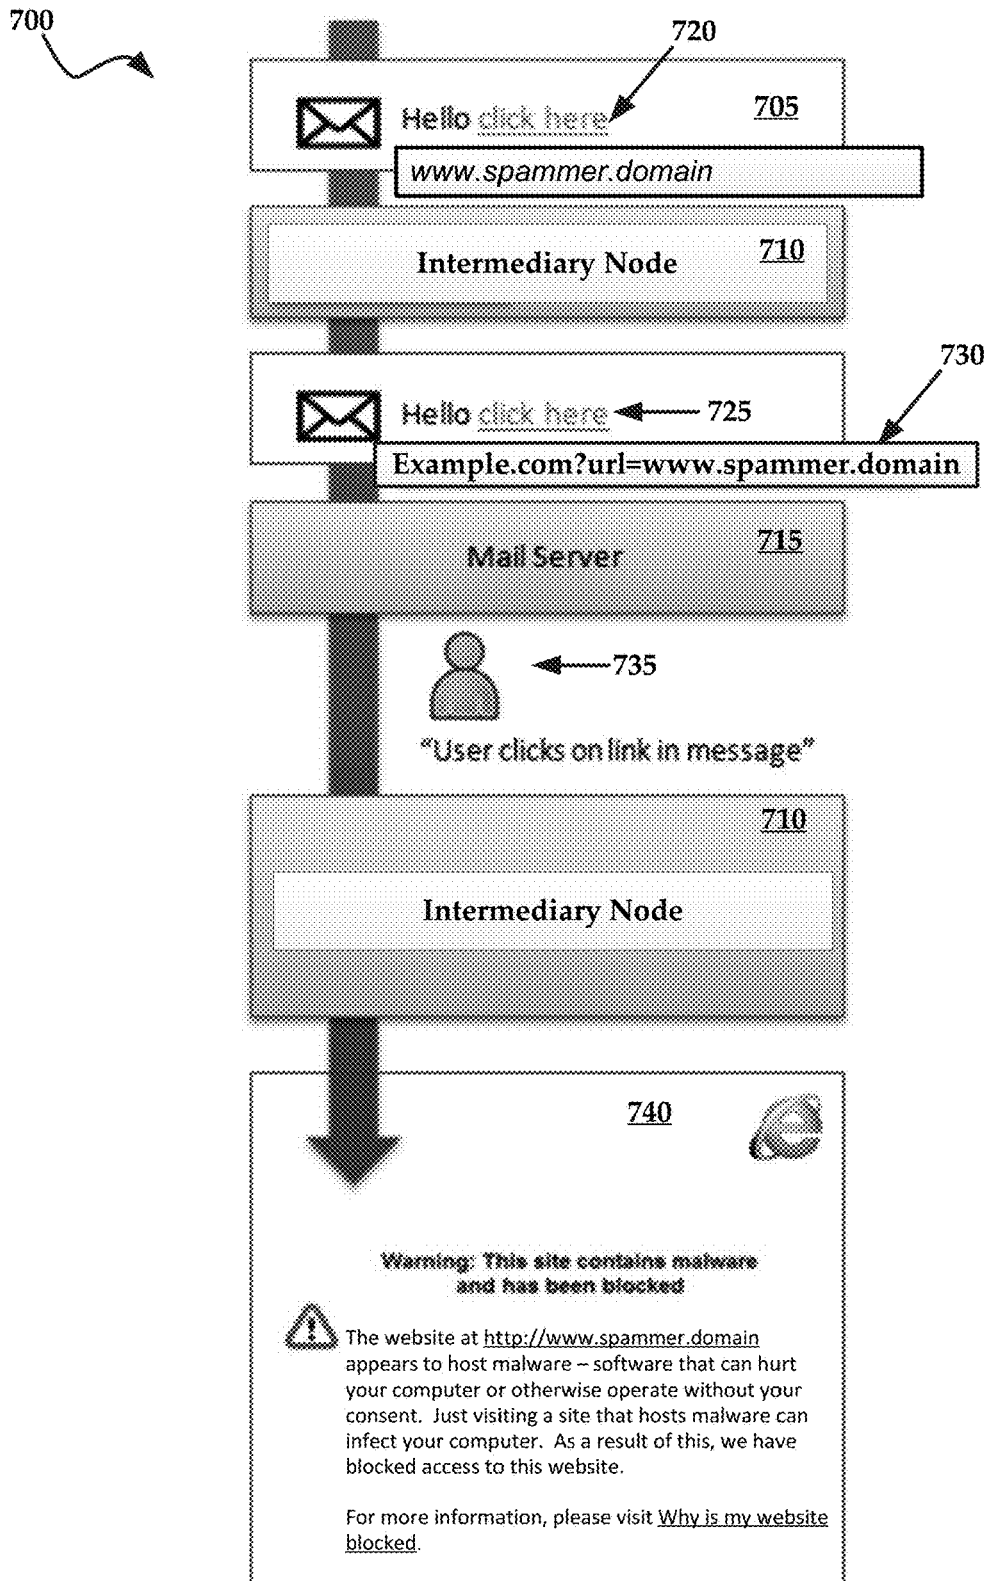 700
720
Hello click here
705
www.spammer.domain
Intermediary Node
710
730
Hello click here
725
Example.com?url=www.spammer.domain
Mail Server
715
735
“User clicks on link in message”
710
Intermediary Node
740
Warning: This site contains malware
and has been blocked
The website at http://www.spammer.domain
appears to host malware – software that can hurt
your computer or otherwise operate without your
consent. Just visiting a site that hosts malware can
infect your computer. As a result of this, we have
blocked access to this website.
For more information, please visit Why is my website
blocked.